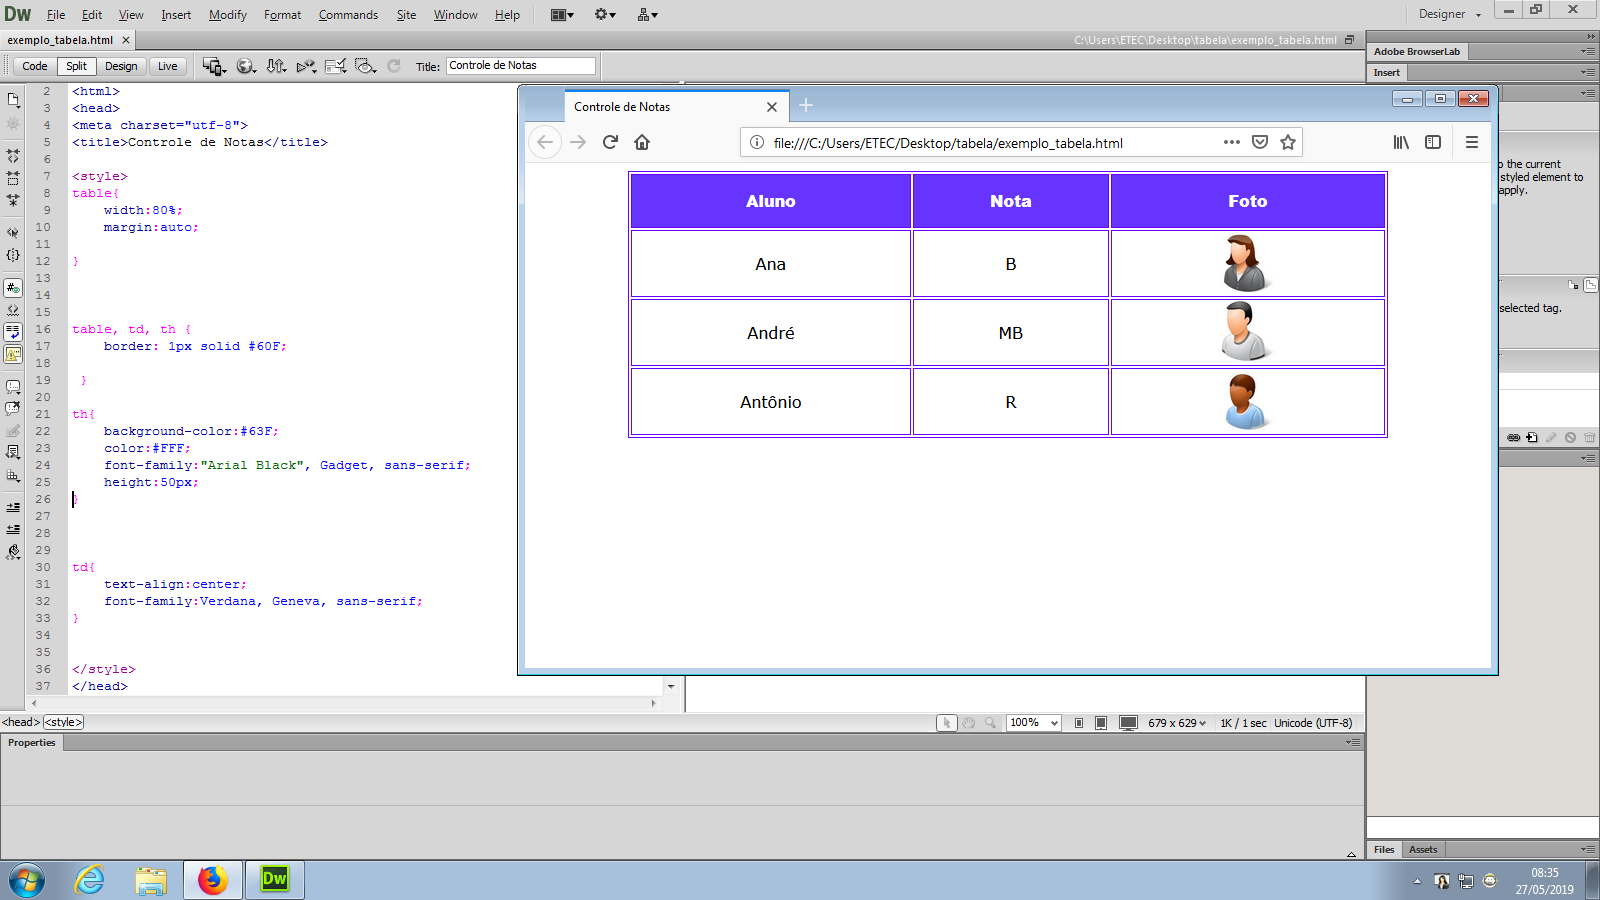 Dw File Edit View Insert Modify Format Commands Site Window Help Designer
exemplo_tabela.html C:\Users\ETEC\Desktop\tabela\exemplo_tabela.html
Code Split Design Live Title: Controle de Notas
2 <html>
3 <head>
4 <meta charset="utf-8">
5 <title>Controle de Notas</title>
6
7 <style>
8 table{
9 width:80%;
10 margin:auto;
11
12 }
13
14
15
16 table, td, th {
17 border: 1px solid #60F;
18
19 }
20
21 th{
22 background-color:#63F;
23 color:#FFF;
24 font-family:"Arial Black", Gadget, sans-serif;
25 height:50px;
26 }
27
28
29
30 td{
31 text-align:center;
32 font-family:Verdana, Geneva, sans-serif;
33 }
34
35
36 </style>
37 </head>
Controle de Notas
file:///C:/Users/ETEC/Desktop/tabela/exemplo_tabela.html
Aluno Nota Foto
Ana B
André MB
Antônio R
Adobe BrowserLab
Insert
o the current
styled element to
apply.
selected tag.
<head> <style> 100% 679 x 629 1K / 1 sec Unicode (UTF-8)
Properties
Files Assets
Dw
08:35
27/05/2019